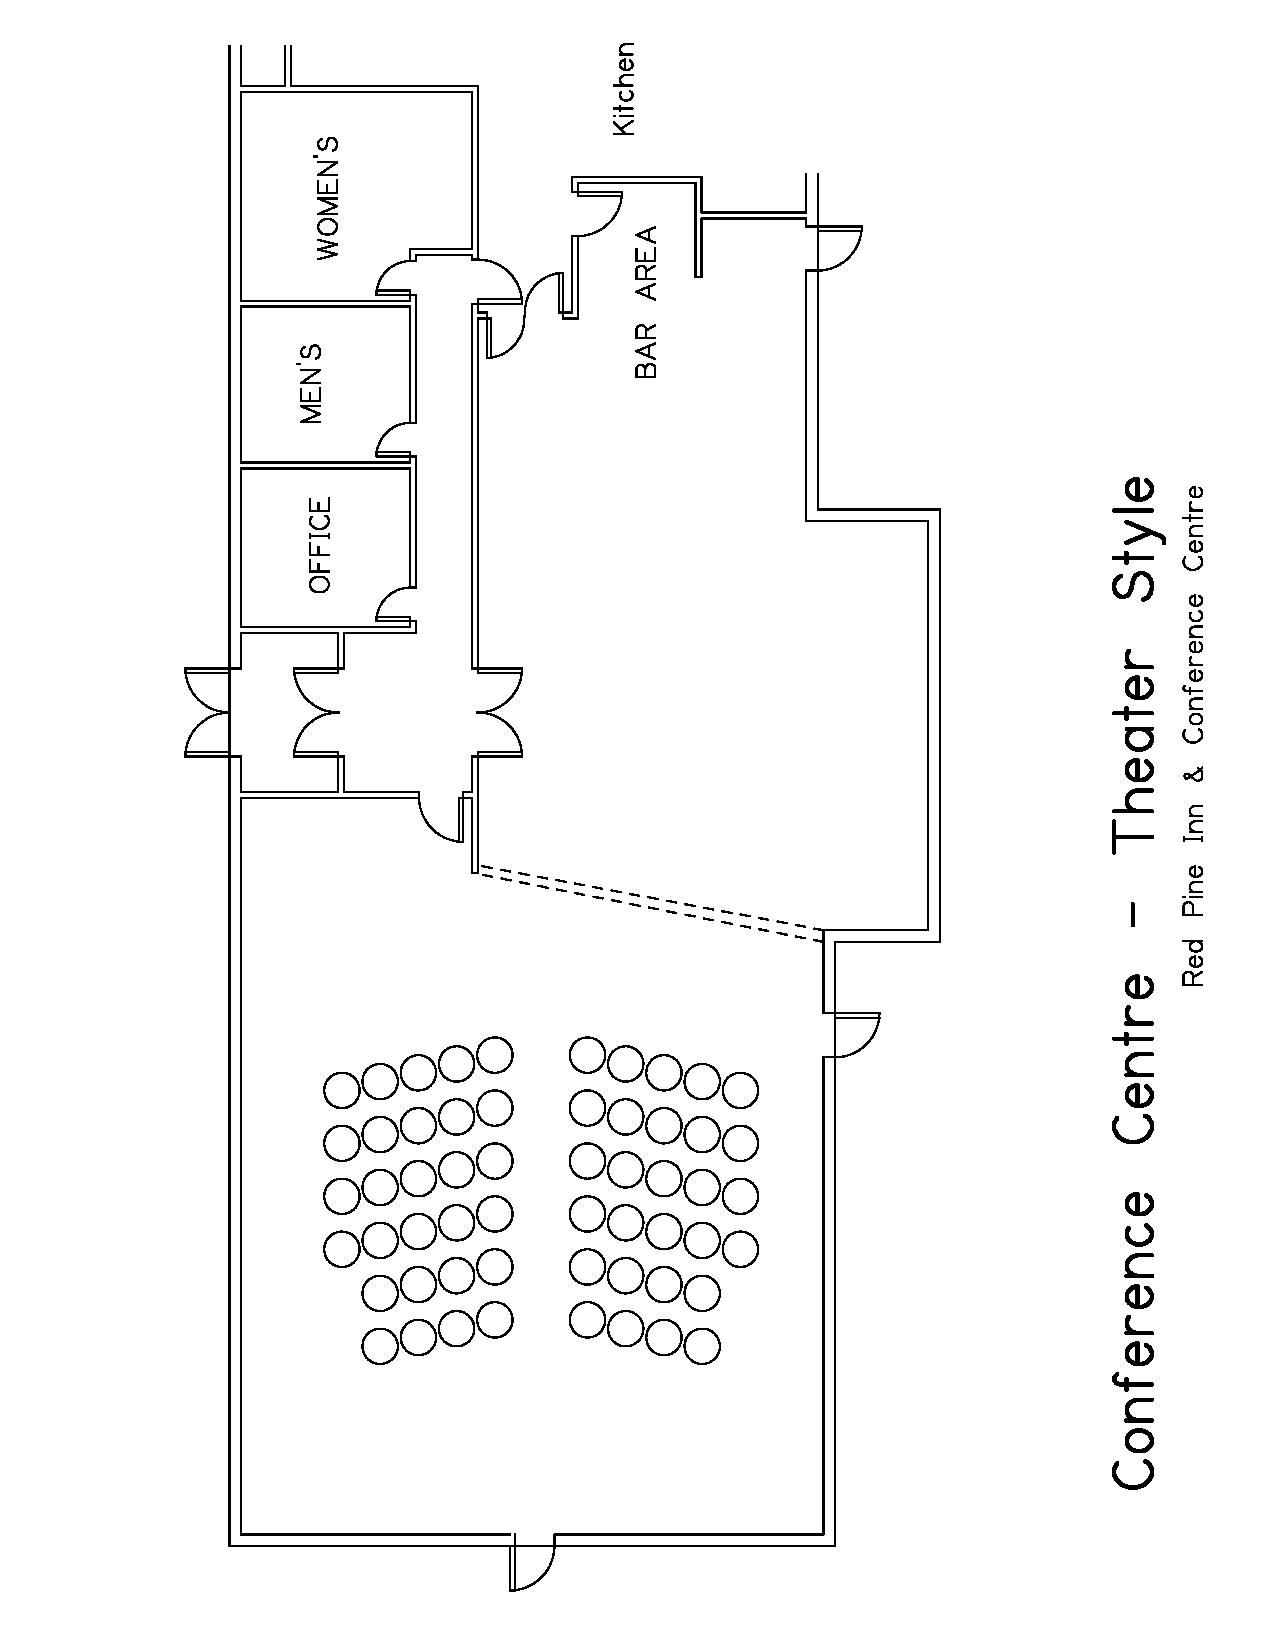 OFFICE
MEN'S
WOMEN'S
BAR AREA
Kitchen
Conference Centre - Theater Style
Red Pine Inn & Conference Centre